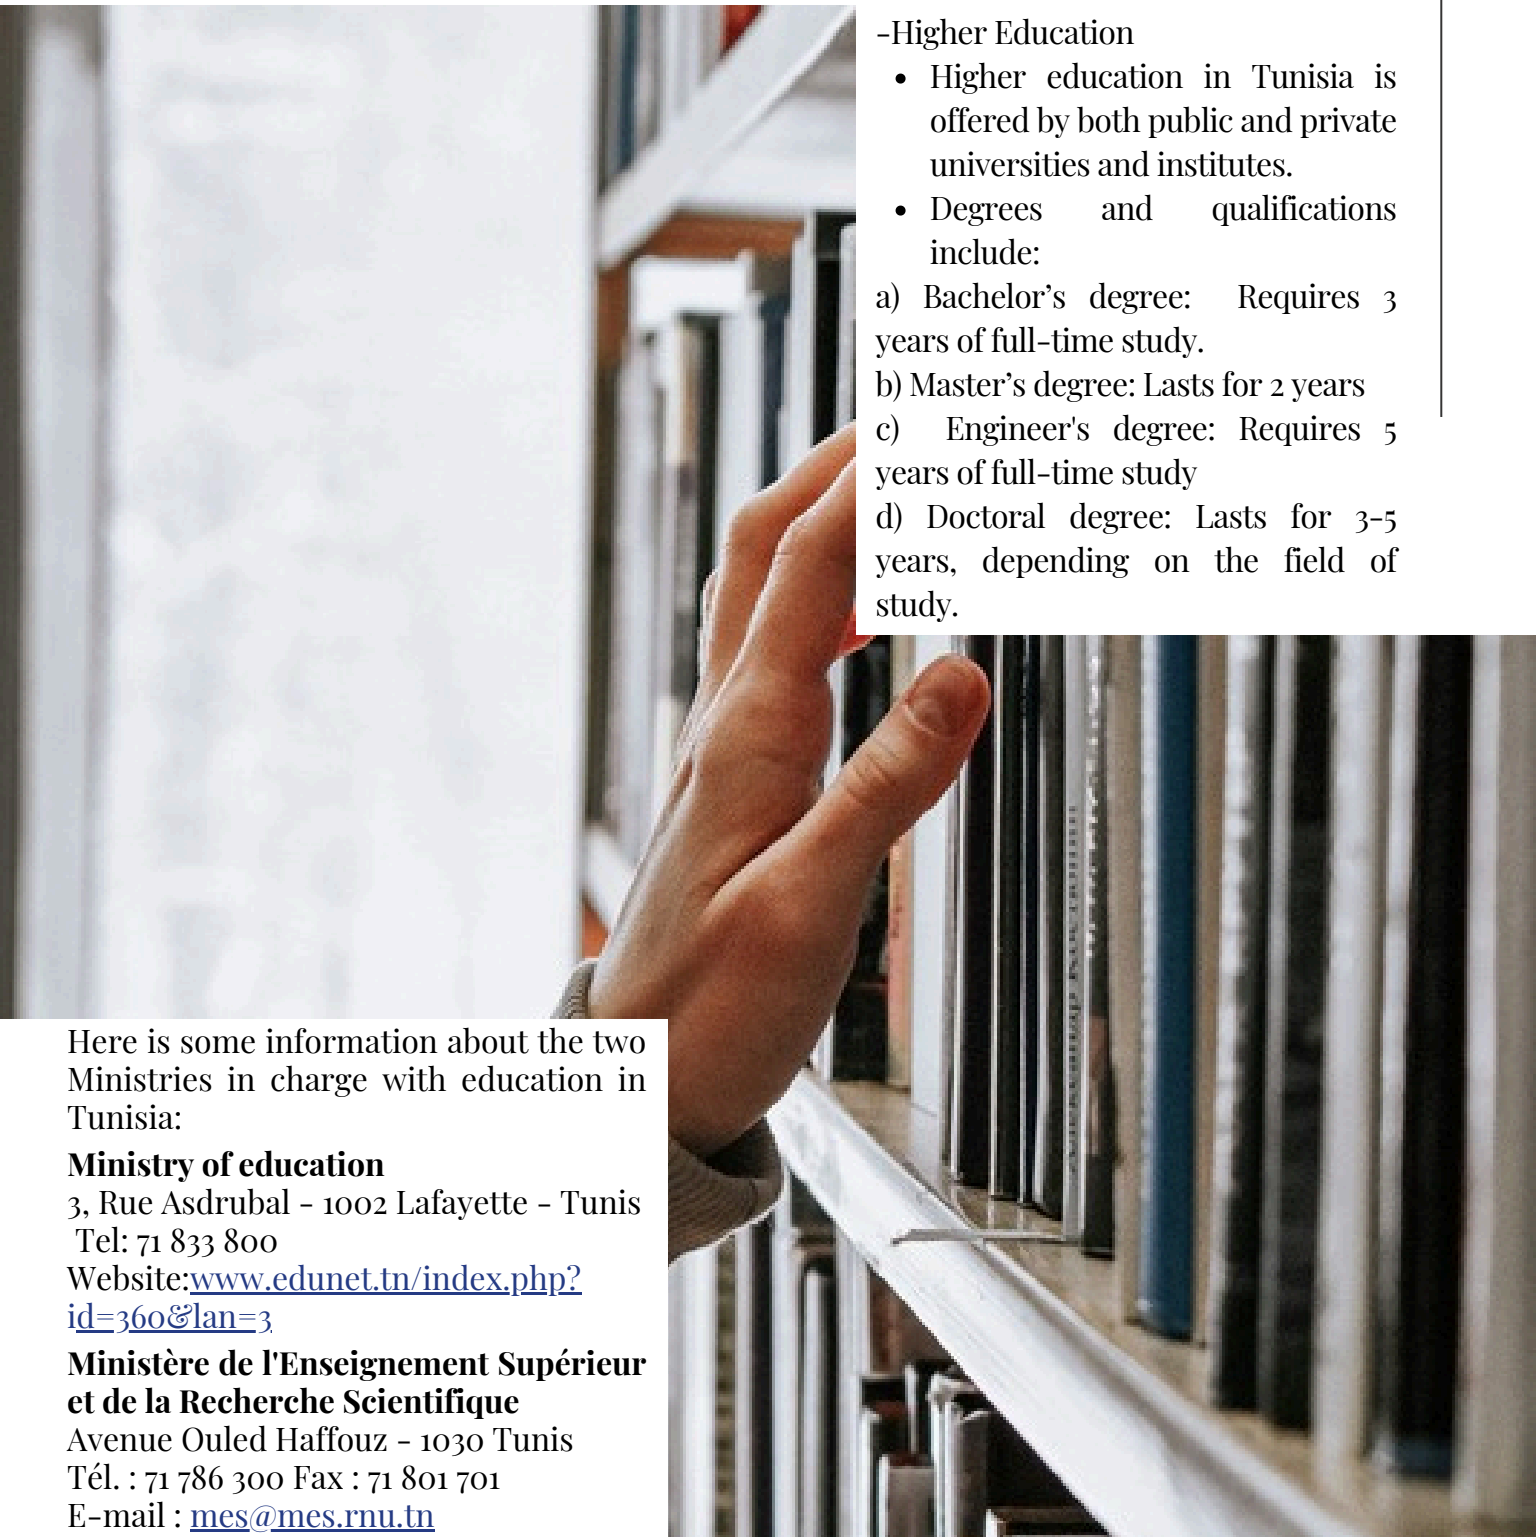 -Higher Education
• Higher education in Tunisia is
offered by both public and private
universities and institutes.
• Degrees and qualifications
include:
a) Bachelor’s degree: Requires 3
years of full-time study.
b) Master’s degree: Lasts for 2 years
c) Engineer's degree: Requires 5
years of full-time study
d) Doctoral degree: Lasts for 3-5
years, depending on the field of
study.
Here is some information about the two
Ministries in charge with education in
Tunisia:
Ministry of education
3, Rue Asdrubal - 1002 Lafayette - Tunis
Tel: 71 833 800
Website:www.edunet.tn/index.php?
id=360&lan=3
Ministère de l'Enseignement Supérieur
et de la Recherche Scientifique
Avenue Ouled Haffouz - 1030 Tunis
Tél. : 71 786 300 Fax : 71 801 701
E-mail : mes@mes.rnu.tn